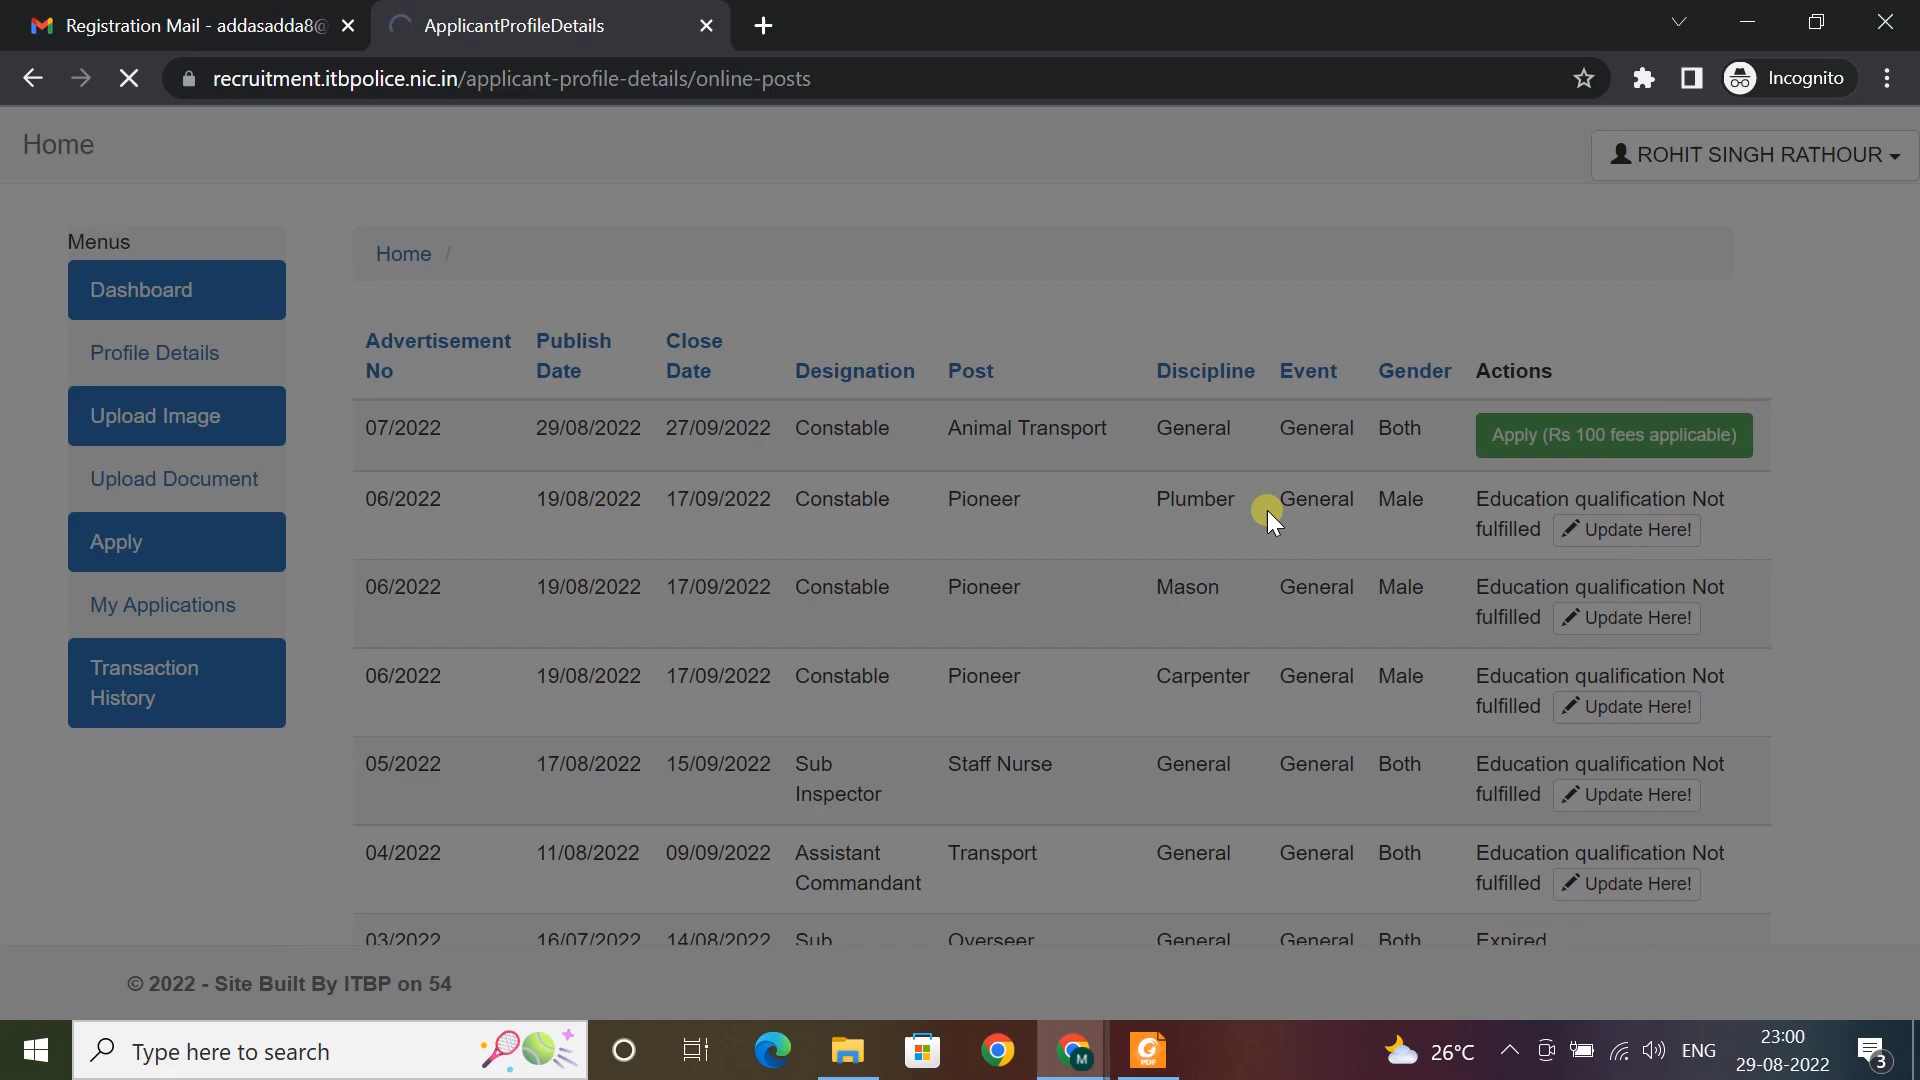 Registration Mail - addasadda8@
ApplicantProfileDetails
recruitment.itbpolice.nic.in/applicant-profile-details/online-posts
Incognito
Home
ROHIT SINGH RATHOUR
Menus
Dashboard
Profile Details
Upload Image
Upload Document
Apply
My Applications
Transaction
History
Home /
Advertisement No Publish Date Close Date Designation Post Discipline Event Gender Actions
07/2022 29/08/2022 27/09/2022 Constable Animal Transport General General Both Apply (Rs 100 fees applicable)
06/2022 19/08/2022 17/09/2022 Constable Pioneer Plumber General Male Education qualification Not
fulfilled Update Here!
06/2022 19/08/2022 17/09/2022 Constable Pioneer Mason General Male Education qualification Not
fulfilled Update Here!
06/2022 19/08/2022 17/09/2022 Constable Pioneer Carpenter General Male Education qualification Not
fulfilled Update Here!
05/2022 17/08/2022 15/09/2022 Sub Inspector Staff Nurse General General Both Education qualification Not
fulfilled Update Here!
04/2022 11/08/2022 09/09/2022 Assistant Commandant Transport General General Both Education qualification Not
fulfilled Update Here!
03/2022 16/07/2022 14/08/2022 Sub Overseer General General Both Expired
© 2022 - Site Built By ITBP on 54
Type here to search
M
PDF
26°C
ENG
23:00
29-08-2022
3